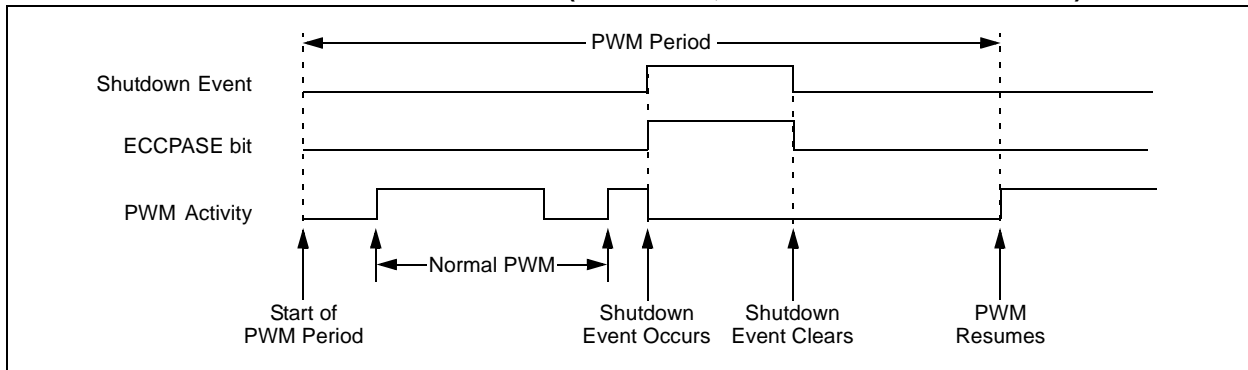 PWM Period
Shutdown Event
ECCPASE bit
PWM Activity
Normal PWM
Start of
PWM Period
Shutdown
Event Occurs
Shutdown
Event Clears
PWM
Resumes